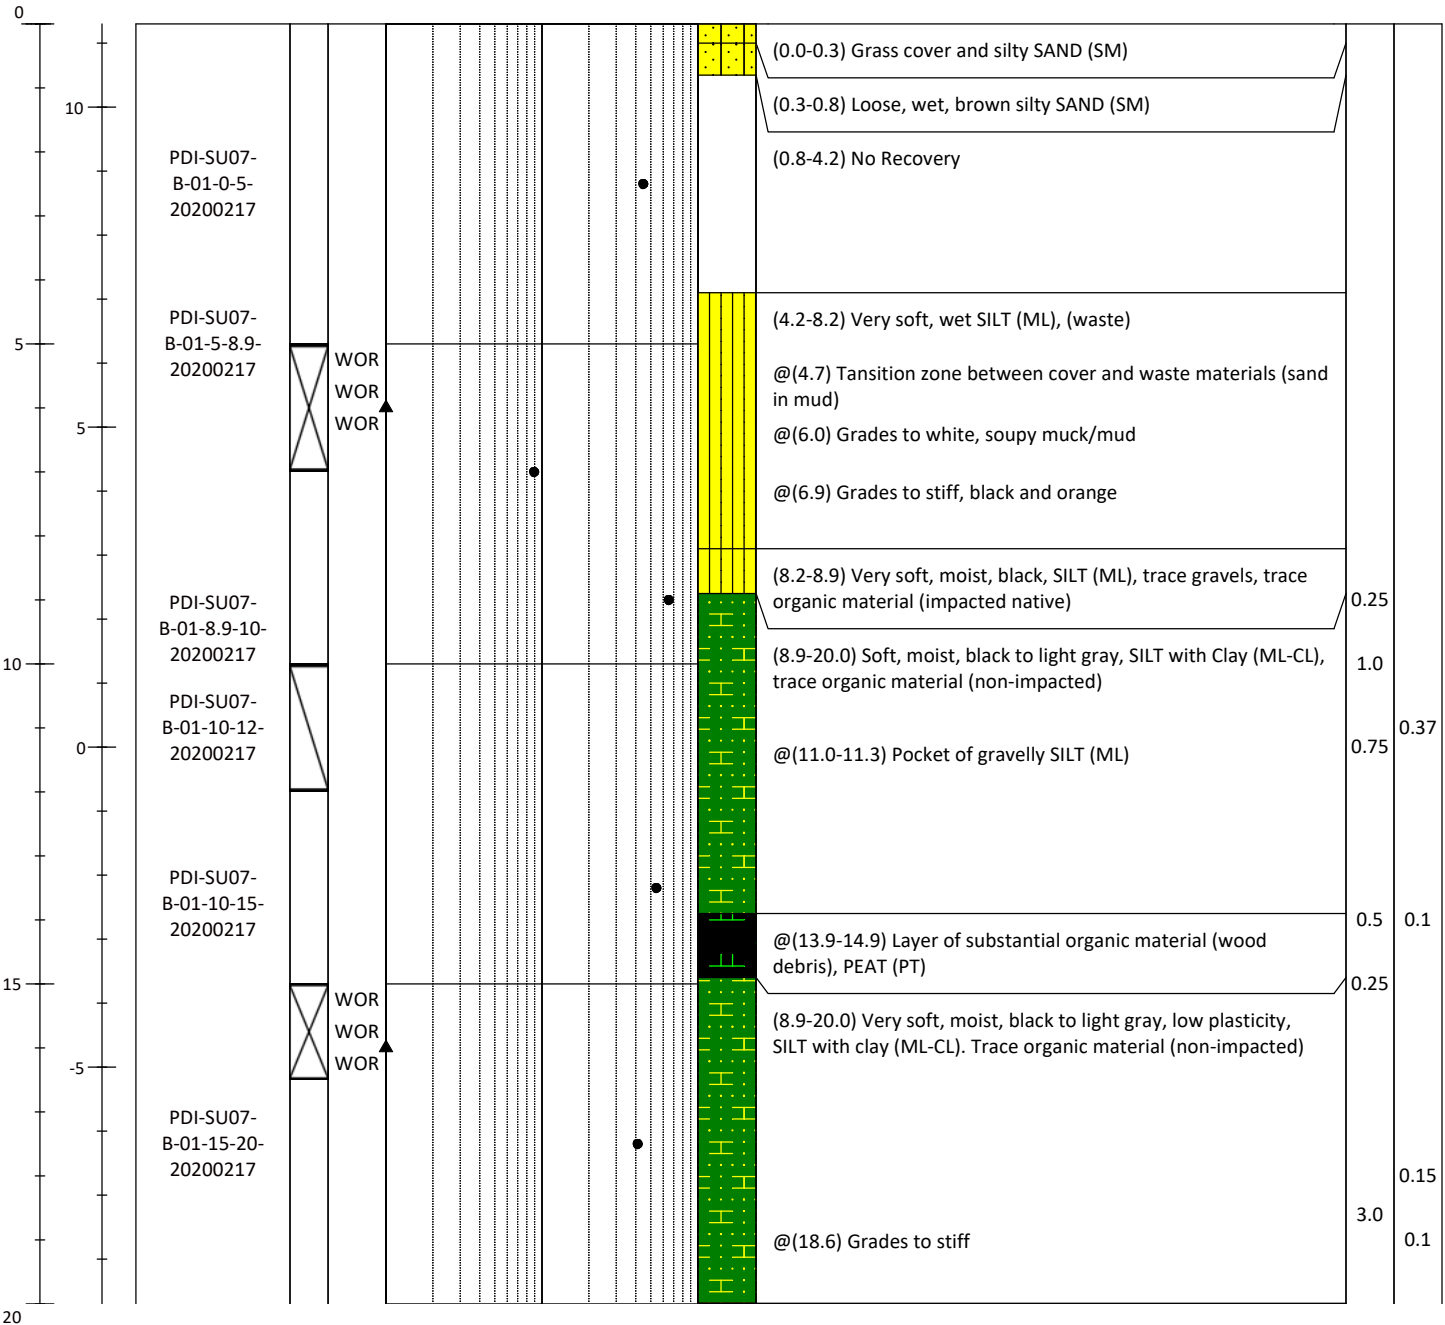 0
(0.0-0.3) Grass cover and silty SAND (SM)
10
(0.3-0.8) Loose, wet, brown silty SAND (SM)
(0.8-4.2) No Recovery
PDI-SU07-
B-01-0-5-
20200217
PDI-SU07-
B-01-5-8.9-
20200217
(4.2-8.2) Very soft, wet SILT (ML), (waste)
5
WOR
WOR
WOR
@(4.7) Tansition zone between cover and waste materials (sand
in mud)
5
@(6.0) Grades to white, soupy muck/mud
@(6.9) Grades to stiff, black and orange
(8.2-8.9) Very soft, moist, black, SILT (ML), trace gravels, trace
organic material (impacted native)
0.25
PDI-SU07-
B-01-8.9-10-
20200217
10
(8.9-20.0) Soft, moist, black to light gray, SILT with Clay (ML-CL),
trace organic material (non-impacted)
1.0
PDI-SU07-
B-01-10-12-
20200217
0.37
0
@(11.0-11.3) Pocket of gravelly SILT (ML)
0.75
PDI-SU07-
B-01-10-15-
20200217
0.5
0.1
@(13.9-14.9) Layer of substantial organic material (wood
debris), PEAT (PT)
15
0.25
WOR
WOR
WOR
(8.9-20.0) Very soft, moist, black to light gray, low plasticity,
SILT with clay (ML-CL). Trace organic material (non-impacted)
-5
PDI-SU07-
B-01-15-20-
20200217
0.15
3.0
@(18.6) Grades to stiff
0.1
20